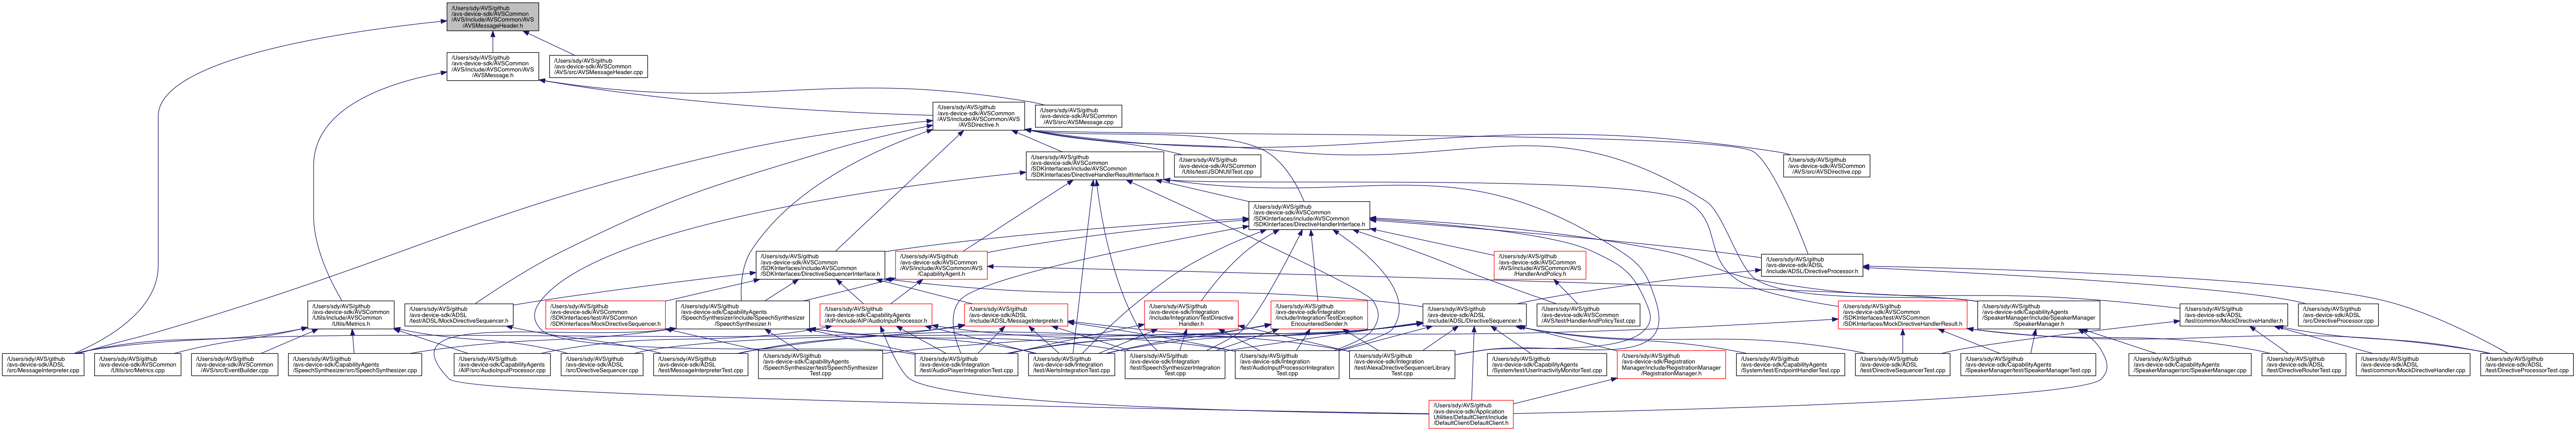 /Users/sdy/AVS/github
/avs-device-sdk/AVSCommon
/AVS/include/AVSCommon/AVS
/AVSMessageHeader.h
/Users/sdy/AVS/github
/avs-device-sdk/AVSCommon
/AVS/include/AVSCommon/AVS
/AVSMessage.h
/Users/sdy/AVS/github
/avs-device-sdk/AVSCommon
/AVS/src/AVSMessageHeader.cpp
/Users/sdy/AVS/github
/avs-device-sdk/AVSCommon
/AVS/include/AVSCommon/AVS
/AVSDirective.h
/Users/sdy/AVS/github
/avs-device-sdk/AVSCommon
/AVS/src/AVSMessage.cpp
/Users/sdy/AVS/github
/avs-device-sdk/AVSCommon
/SDKInterfaces/include/AVSCommon
/SDKInterfaces/DirectiveHandlerResultInterface.h
/Users/sdy/AVS/github
/avs-device-sdk/AVSCommon
/Utils/test/JSONUtilTest.cpp
/Users/sdy/AVS/github
/avs-device-sdk/AVSCommon
/AVS/src/AVSDirective.cpp
/Users/sdy/AVS/github
/avs-device-sdk/AVSCommon
/SDKInterfaces/include/AVSCommon
/SDKInterfaces/DirectiveHandlerInterface.h
/Users/sdy/AVS/github
/avs-device-sdk/AVSCommon
/SDKInterfaces/include/AVSCommon
/SDKInterfaces/DirectiveSequencerInterface.h
/Users/sdy/AVS/github
/avs-device-sdk/AVSCommon
/AVS/include/AVSCommon/AVS
/CapabilityAgent.h
/Users/sdy/AVS/github
/avs-device-sdk/AVSCommon
/AVS/include/AVSCommon/AVS
/HandlerAndPolicy.h
/Users/sdy/AVS/github
/avs-device-sdk/ADSL
/include/ADSL/DirectiveProcessor.h
/Users/sdy/AVS/github
/avs-device-sdk/AVSCommon
/Utils/include/AVSCommon
/Utils/Metrics.h
/Users/sdy/AVS/github
/avs-device-sdk/ADSL
/test/ADSL/MockDirectiveSequencer.h
/Users/sdy/AVS/github
/avs-device-sdk/AVSCommon
/SDKInterfaces/test/AVSCommon
/SDKInterfaces/MockDirectiveSequencer.h
/Users/sdy/AVS/github
/avs-device-sdk/CapabilityAgents
/SpeechSynthesizer/include/SpeechSynthesizer
/SpeechSynthesizer.h
/Users/sdy/AVS/github
/avs-device-sdk/CapabilityAgents
/AIP/include/AIP/AudioInputProcessor.h
/Users/sdy/AVS/github
/avs-device-sdk/ADSL
/include/ADSL/MessageInterpreter.h
/Users/sdy/AVS/github
/avs-device-sdk/Integration
/include/Integration/TestDirective
Handler.h
/Users/sdy/AVS/github
/avs-device-sdk/Integration
/include/Integration/TestException
EncounteredSender.h
/Users/sdy/AVS/github
/avs-device-sdk/ADSL
/include/ADSL/DirectiveSequencer.h
/Users/sdy/AVS/github
/avs-device-sdk/AVSCommon
/AVS/test/HandlerAndPolicyTest.cpp
/Users/sdy/AVS/github
/avs-device-sdk/AVSCommon
/SDKInterfaces/test/AVSCommon
/SDKInterfaces/MockDirectiveHandlerResult.h
/Users/sdy/AVS/github
/avs-device-sdk/CapabilityAgents
/SpeakerManager/include/SpeakerManager
/SpeakerManager.h
/Users/sdy/AVS/github
/avs-device-sdk/ADSL
/test/common/MockDirectiveHandler.h
/Users/sdy/AVS/github
/avs-device-sdk/ADSL
/src/DirectiveProcessor.cpp
/Users/sdy/AVS/github
/avs-device-sdk/ADSL
/src/MessageInterpreter.cpp
/Users/sdy/AVS/github
/avs-device-sdk/AVSCommon
/Utils/src/Metrics.cpp
/Users/sdy/AVS/github
/avs-device-sdk/AVSCommon
/AVS/src/EventBuilder.cpp
/Users/sdy/AVS/github
/avs-device-sdk/CapabilityAgents
/SpeechSynthesizer/src/SpeechSynthesizer.cpp
/Users/sdy/AVS/github
/avs-device-sdk/CapabilityAgents
/AIP/src/AudioInputProcessor.cpp
/Users/sdy/AVS/github
/avs-device-sdk/ADSL
/src/DirectiveSequencer.cpp
/Users/sdy/AVS/github
/avs-device-sdk/ADSL
/test/MessageInterpreterTest.cpp
/Users/sdy/AVS/github
/avs-device-sdk/CapabilityAgents
/SpeechSynthesizer/test/SpeechSynthesizer
Test.cpp
/Users/sdy/AVS/github
/avs-device-sdk/Integration
/test/AudioPlayerIntegrationTest.cpp
/Users/sdy/AVS/github
/avs-device-sdk/Integration
/test/AlertsIntegrationTest.cpp
/Users/sdy/AVS/github
/avs-device-sdk/Integration
/test/SpeechSynthesizerIntegration
Test.cpp
/Users/sdy/AVS/github
/avs-device-sdk/Integration
/test/AudioInputProcessorIntegration
Test.cpp
/Users/sdy/AVS/github
/avs-device-sdk/Integration
/test/AlexaDirectiveSequencerLibrary
Test.cpp
/Users/sdy/AVS/github
/avs-device-sdk/CapabilityAgents
/System/test/UserInactivityMonitorTest.cpp
/Users/sdy/AVS/github
/avs-device-sdk/Registration
Manager/include/RegistrationManager
/RegistrationManager.h
/Users/sdy/AVS/github
/avs-device-sdk/CapabilityAgents
/System/test/EndpointHandlerTest.cpp
/Users/sdy/AVS/github
/avs-device-sdk/ADSL
/test/DirectiveSequencerTest.cpp
/Users/sdy/AVS/github
/avs-device-sdk/CapabilityAgents
/SpeakerManager/test/SpeakerManagerTest.cpp
/Users/sdy/AVS/github
/avs-device-sdk/CapabilityAgents
/SpeakerManager/src/SpeakerManager.cpp
/Users/sdy/AVS/github
/avs-device-sdk/ADSL
/test/DirectiveRouterTest.cpp
/Users/sdy/AVS/github
/avs-device-sdk/ADSL
/test/common/MockDirectiveHandler.cpp
/Users/sdy/AVS/github
/avs-device-sdk/ADSL
/test/DirectiveProcessorTest.cpp
/Users/sdy/AVS/github
/avs-device-sdk/Application
Utilities/DefaultClient/include
/DefaultClient/DefaultClient.h